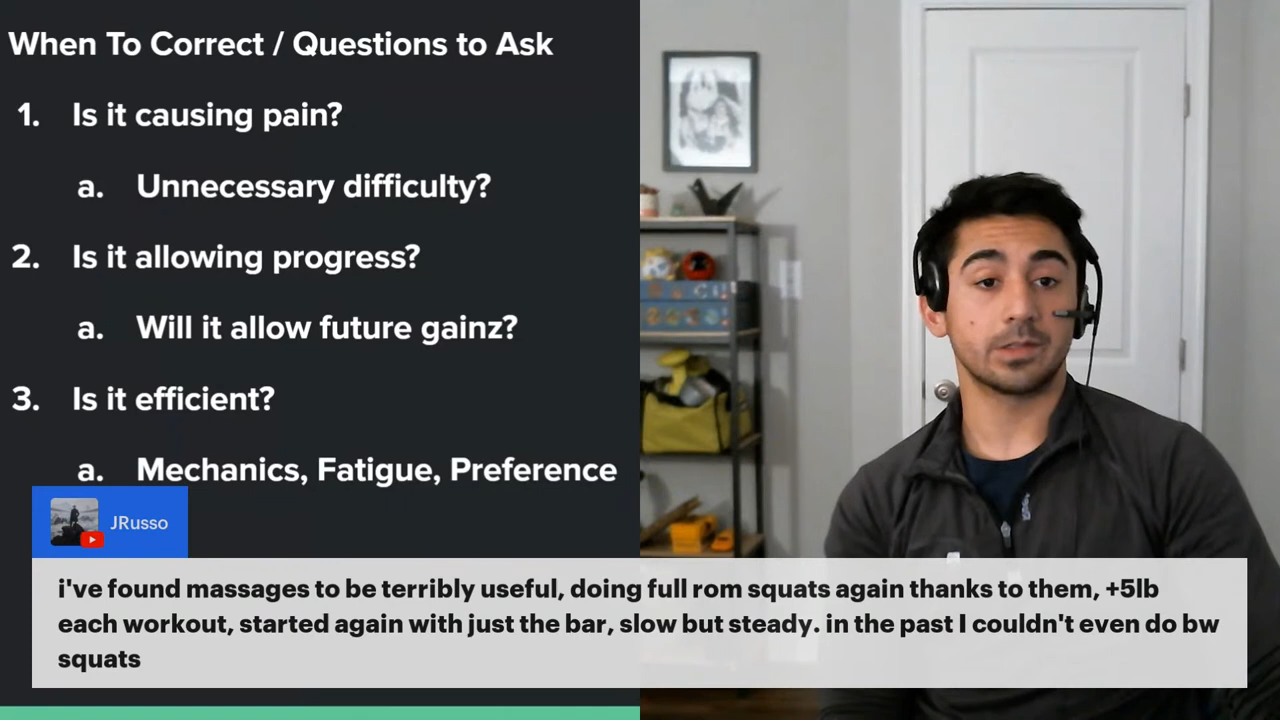 When To Correct / Questions to Ask
1. Is it causing pain?
a. Unnecessary difficulty?
2. Is it allowing progress?
a. Will it allow future gainz?
3. Is it efficient?
a. Mechanics, Fatigue, Preference
JRusso
i've found massages to be terribly useful, doing full rom squats again thanks to them, +5lb
each workout, started again with just the bar, slow but steady. in the past I couldn't even do bw
squats